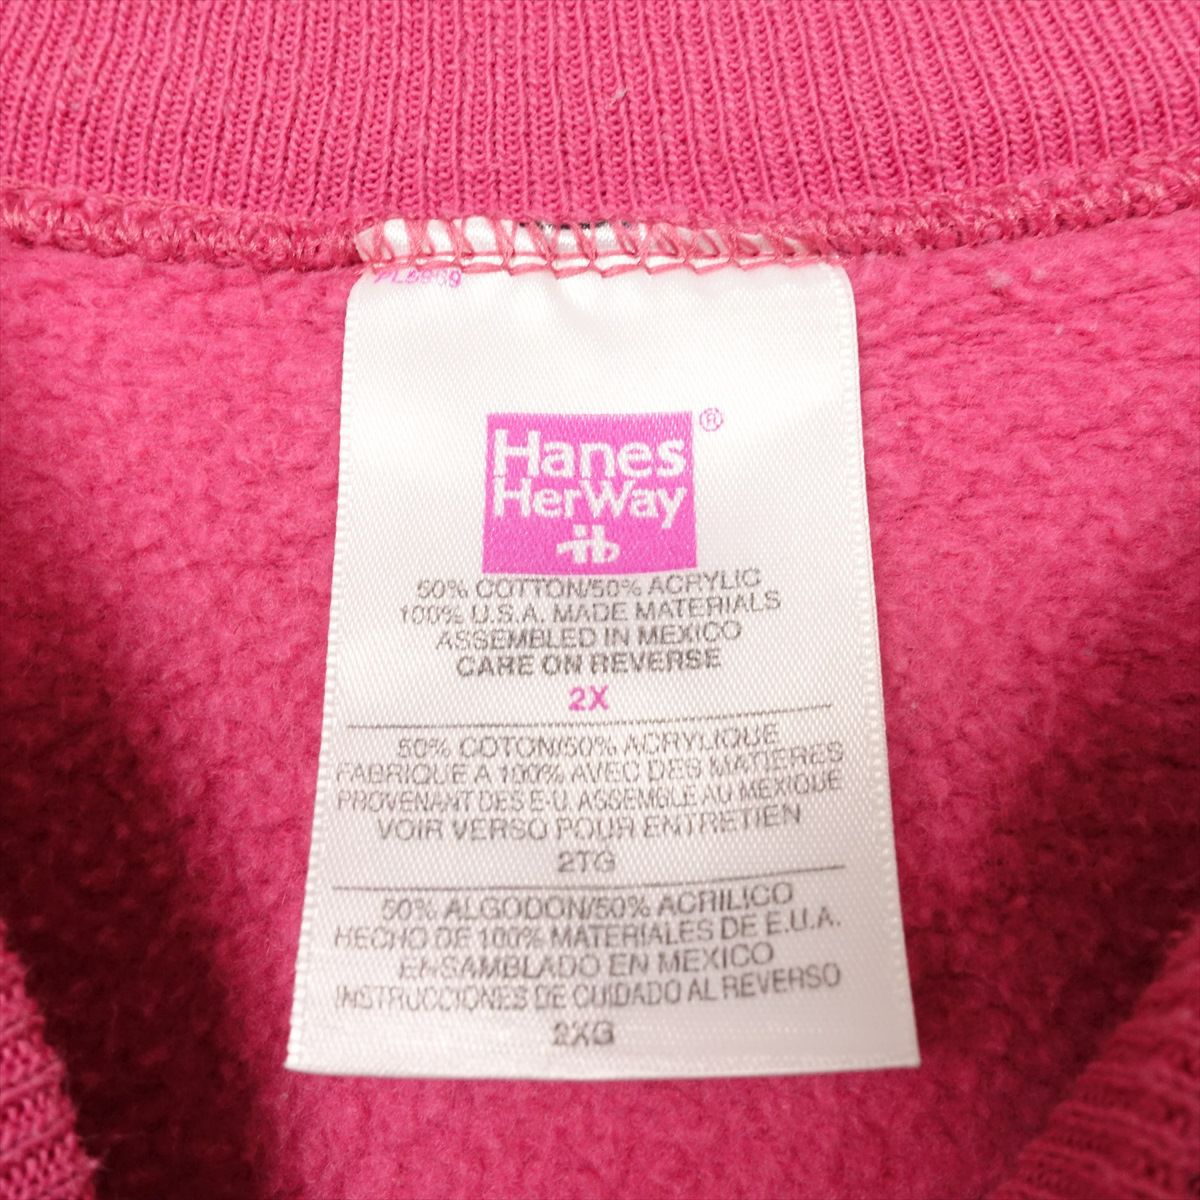 Hanes ®
HerWay
50% COTTON/50% ACRYLIC
100% U.S.A. MADE MATERIALS
ASSEMBLED IN MEXICO
CARE ON REVERSE
2X
50% COTON/50% ACRYLIQUE
FABRIQUE A 100% AVEC DES MATIÈRES
PROVENANT DES E-U. ASSEMBLE AU MEXIQUE
VOIR VERSO POUR ENTRETIEN
2TG
50% ALGODON/50% ACRILICO
HECHO DE 100% MATERIALES DE E.U.A.
ENSAMBLADO EN MEXICO
INSTRUCCIONES DE CUIDADO AL REVERSO
2XG